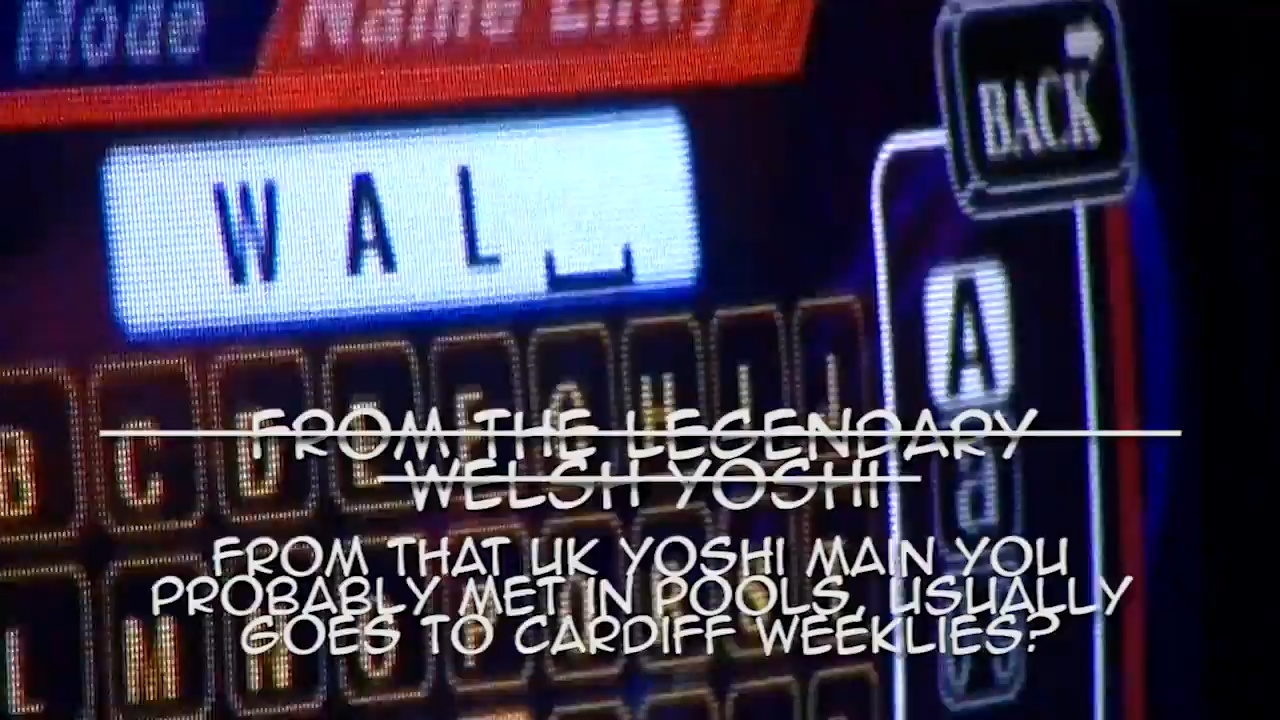 Mode Name Entry
BACK
W A L
A
a
B C D E F G H I J
L M N O
FROM THE LEGENDARY
WELSH YOSHI
FROM THAT UK YOSHI MAIN YOU
PROBABLY MET IN POOLS, USUALLY
GOES TO CARDIFF WEEKLIES?